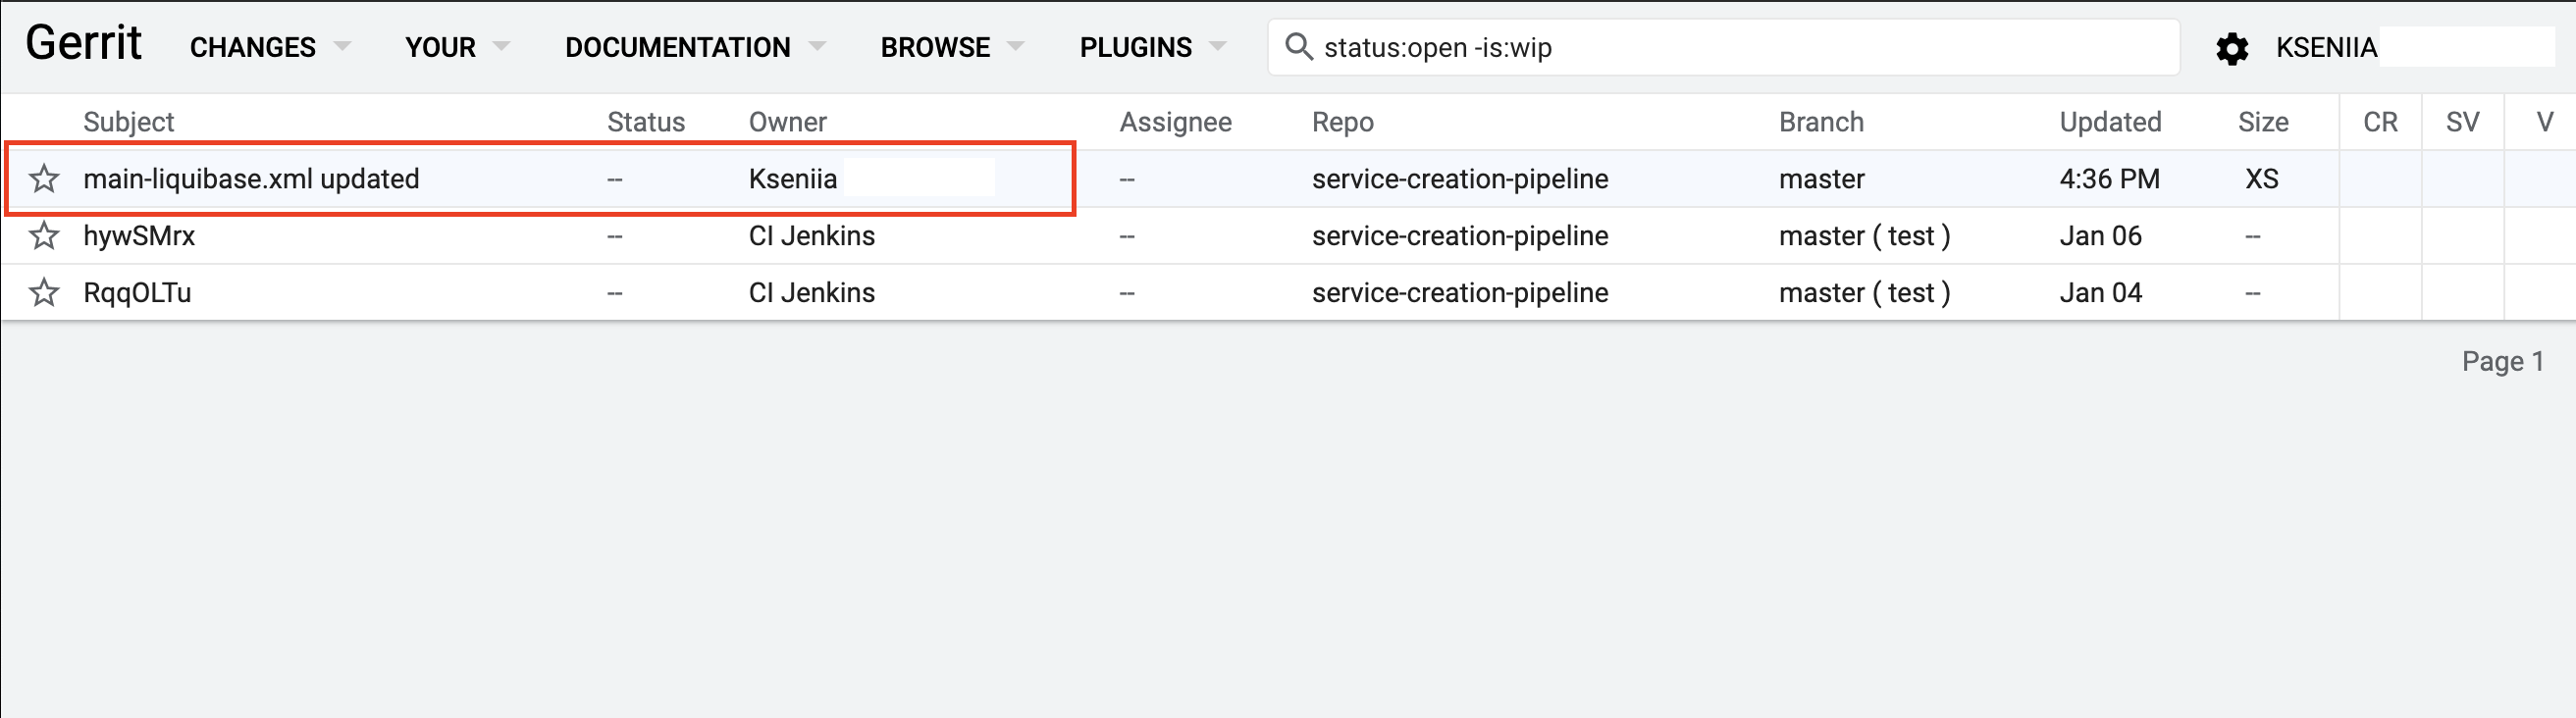 Gerrit CHANGES YOUR DOCUMENTATION BROWSE PLUGINS status:open -is:wip KSENIIA
Subject Status Owner Assignee Repo Branch Updated Size CR SV V
main-liquibase.xml updated -- Kseniia -- service-creation-pipeline master 4:36 PM XS
hywSMrx -- CI Jenkins -- service-creation-pipeline master ( test ) Jan 06 --
RqqOLTu -- CI Jenkins -- service-creation-pipeline master ( test ) Jan 04 --
Page 1